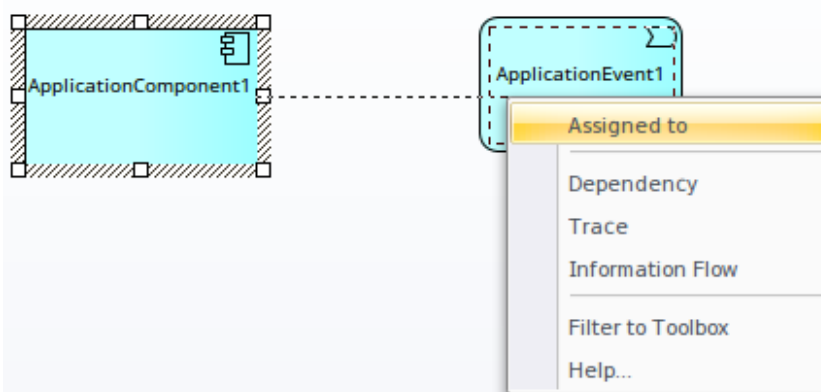 ApplicationComponent1
ApplicationEvent1
Assigned to
Dependency
Trace
Information Flow
Filter to Toolbox
Help...